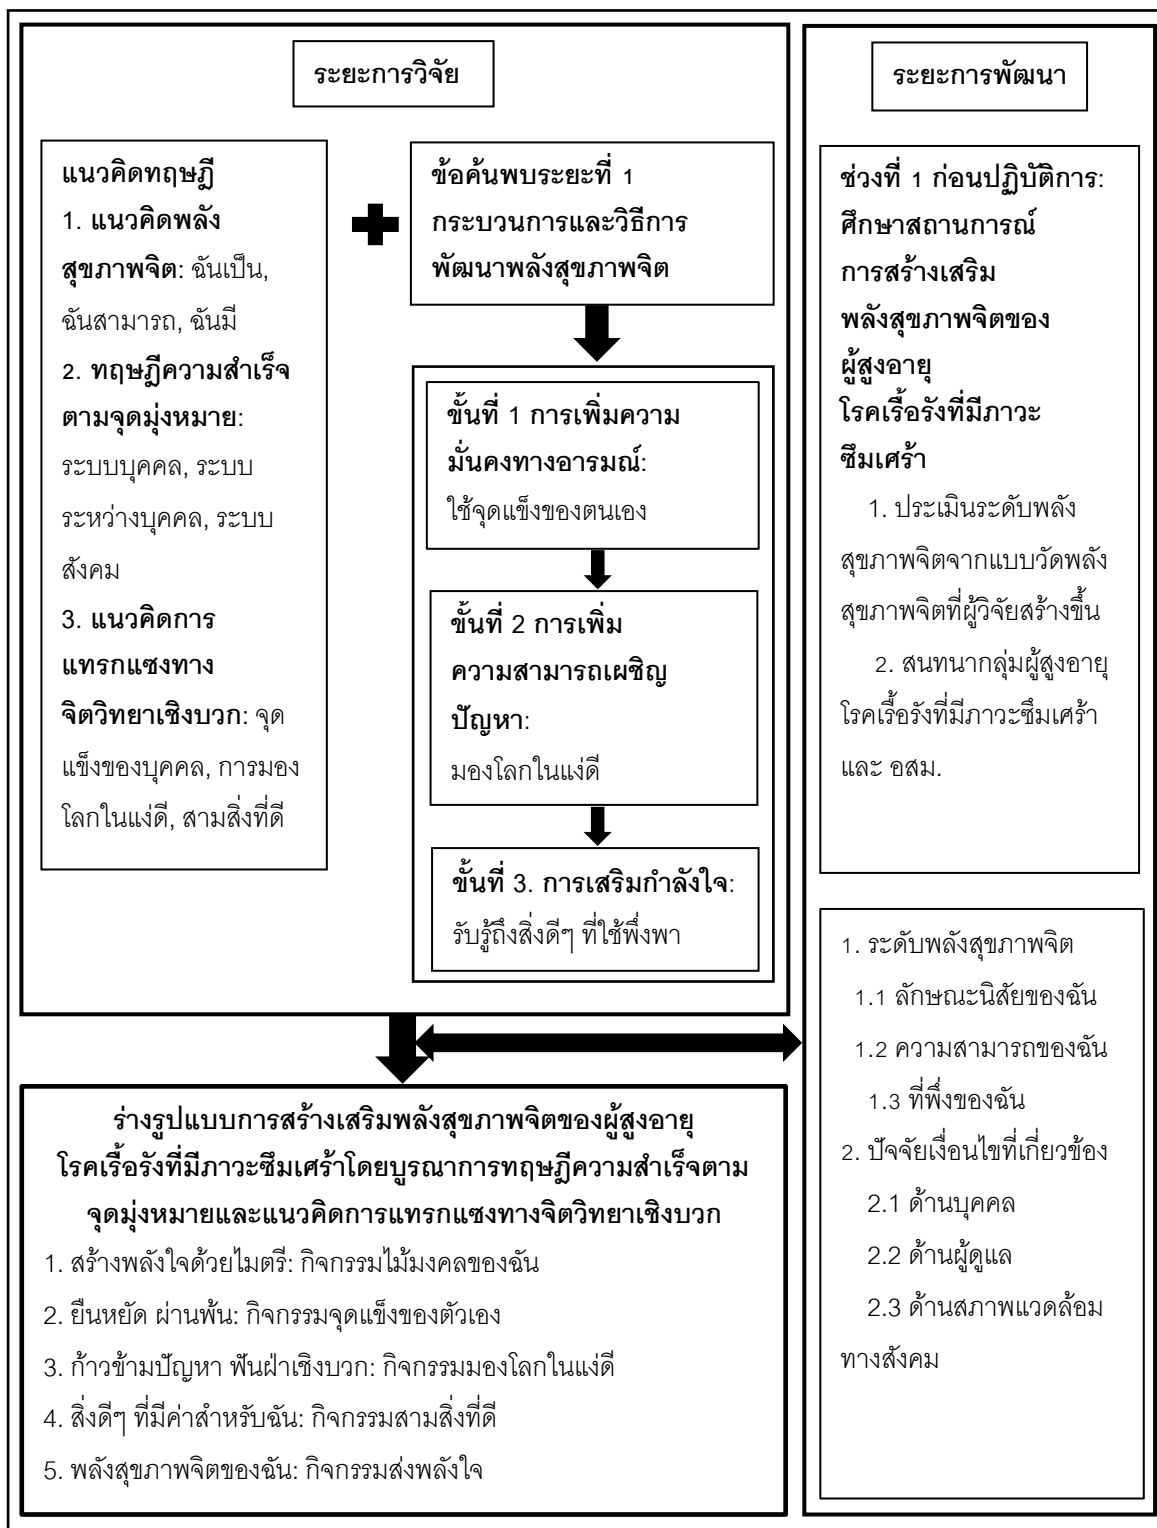 ระยะการวิจัย
แนวคิดทฤษฎี
1. แนวคิดพลัง
สุขภาพจิต: ฉันเป็น,
ฉันสามารถ, ฉันมี
2. ทฤษฎีความสำเร็จ
ตามจุดมุ่งหมาย:
ระบบบุคคล, ระบบ
ระหว่างบุคคล, ระบบ
สังคม
3. แนวคิดการ
แทรกแซงทาง
จิตวิทยาเชิงบวก: จุด
แข็งของบุคคล, การมอง
โลกในแง่ดี, สามสิ่งที่ดี
ข้อค้นพบระยะที่ 1
กระบวนการและวิธีการ
พัฒนาพลังสุขภาพจิต
ขั้นที่ 1 การเพิ่มความ
มั่นคงทางอารมณ์:
ใช้จุดแข็งของตนเอง
ขั้นที่ 2 การเพิ่ม
ความสามารถเผชิญ
ปัญหา:
มองโลกในแง่ดี
ขั้นที่ 3. การเสริมกำลังใจ:
รับรู้ถึงสิ่งดีๆ ที่ใช้พึ่งพา
ร่างรูปแบบการสร้างเสริมพลังสุขภาพจิตของผู้สูงอายุ
โรคเรื้อรังที่มีภาวะซึมเศร้าโดยบูรณาการทฤษฎีความสำเร็จตาม
จุดมุ่งหมายและแนวคิดการแทรกแซงทางจิตวิทยาเชิงบวก
1. สร้างพลังใจด้วยไมตรี: กิจกรรมไม้มงคลของฉัน
2. ยืนหยัด ผ่านพ้น: กิจกรรมจุดแข็งของตัวเอง
3. ก้าวข้ามปัญหา ฟันฝ่าเชิงบวก: กิจกรรมมองโลกในแง่ดี
4. สิ่งดีๆ ที่มีค่าสำหรับฉัน: กิจกรรมสามสิ่งที่ดี
5. พลังสุขภาพจิตของฉัน: กิจกรรมส่งพลังใจ
ระยะการพัฒนา
ช่วงที่ 1 ก่อนปฏิบัติการ:
ศึกษาสถานการณ์
การสร้างเสริม
พลังสุขภาพจิตของ
ผู้สูงอายุ
โรคเรื้อรังที่มีภาวะ
ซึมเศร้า
1. ประเมินระดับพลัง
สุขภาพจิตจากแบบวัดพลัง
สุขภาพจิตที่ผู้วิจัยสร้างขึ้น
2. สนทนากลุ่มผู้สูงอายุ
โรคเรื้อรังที่มีภาวะซึมเศร้า
และ อสม.
1. ระดับพลังสุขภาพจิต
1.1 ลักษณะนิสัยของฉัน
1.2 ความสามารถของฉัน
1.3 ที่พึ่งของฉัน
2. ปัจจัยเงื่อนไขที่เกี่ยวข้อง
2.1 ด้านบุคคล
2.2 ด้านผู้ดูแล
2.3 ด้านสภาพแวดล้อม
ทางสังคม